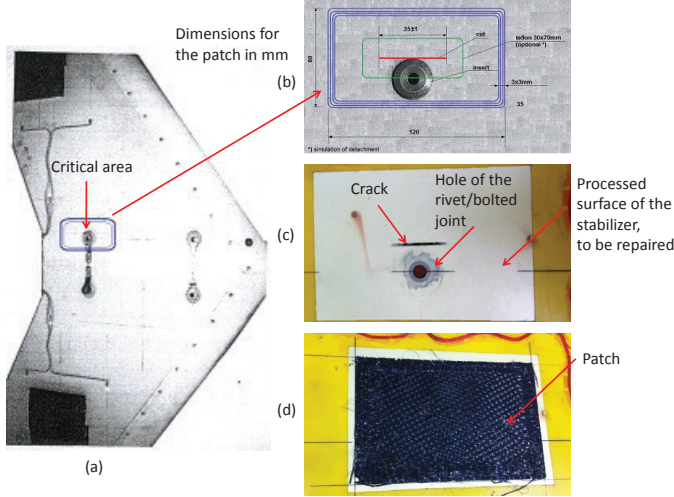 Dimensions for
the patch in mm
(b)
35±1
cut
teflon 30x70mm
(optional *)
insert
80
3x3mm
35
120
*) simulation of detachment
Critical area
(a)
(c)
Crack
Hole of the
rivet/bolted
joint
Processed
surface of the
stabilizer,
to be repaired
(d)
Patch